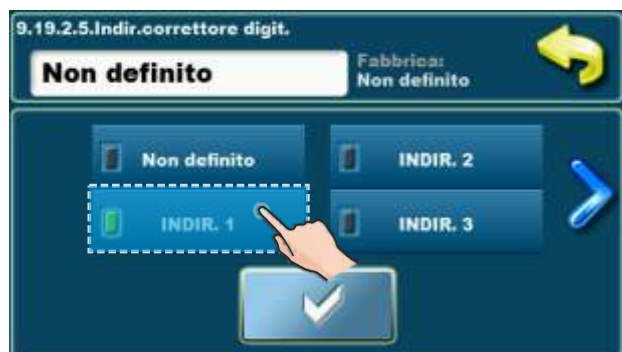 9.19.2.5.Indir.correttore digit.
Non definito
Fabbrica:
Non definito
Non definito
INDIR. 2
INDIR. 1
INDIR. 3